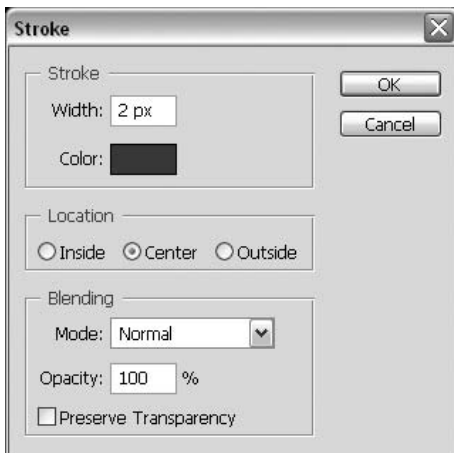 Stroke
Stroke
OK
Width: 2 px
Cancel
Color:
Location
Inside Center Outside
Blending
Mode: Normal
Opacity: 100 %
Preserve Transparency